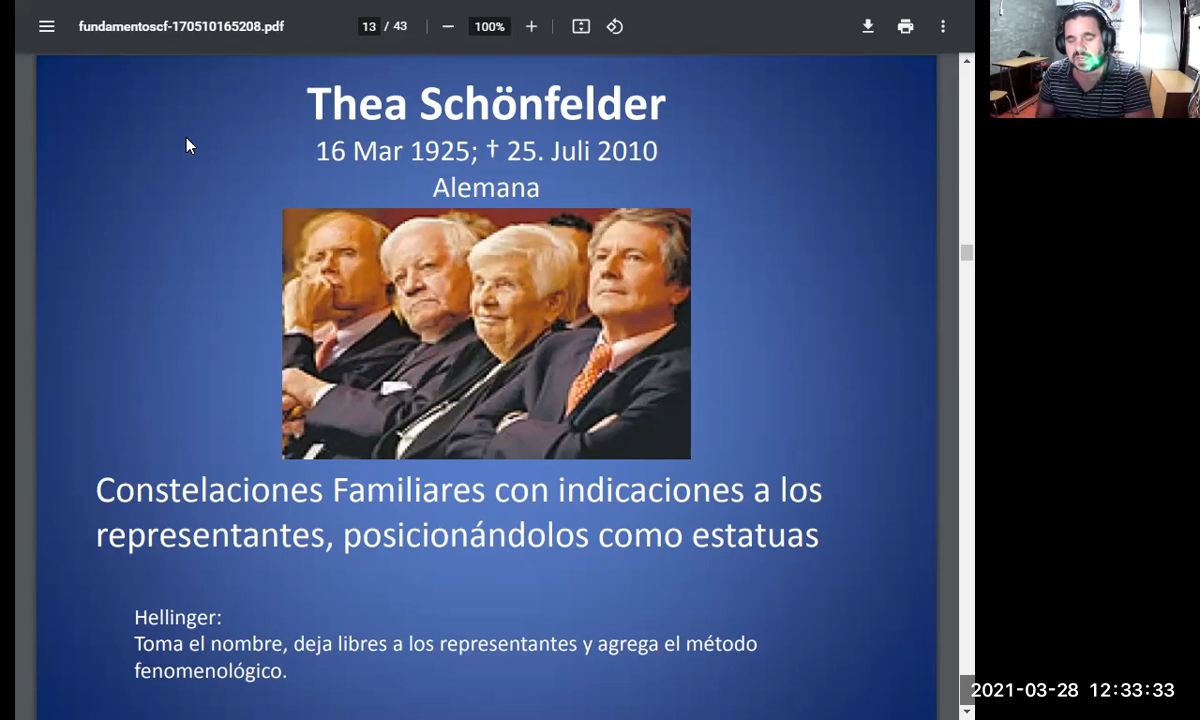 fundamentoscf-170510165208.pdf
13 / 43
100%
Thea Schönfelder
16 Mar 1925; † 25. Juli 2010
Alemana
Constelaciones Familiares con indicaciones a los
representantes, posicionándolos como estatuas
Hellinger:
Toma el nombre, deja libres a los representantes y agrega el método
fenomenológico.
2021-03-28 12:33:33